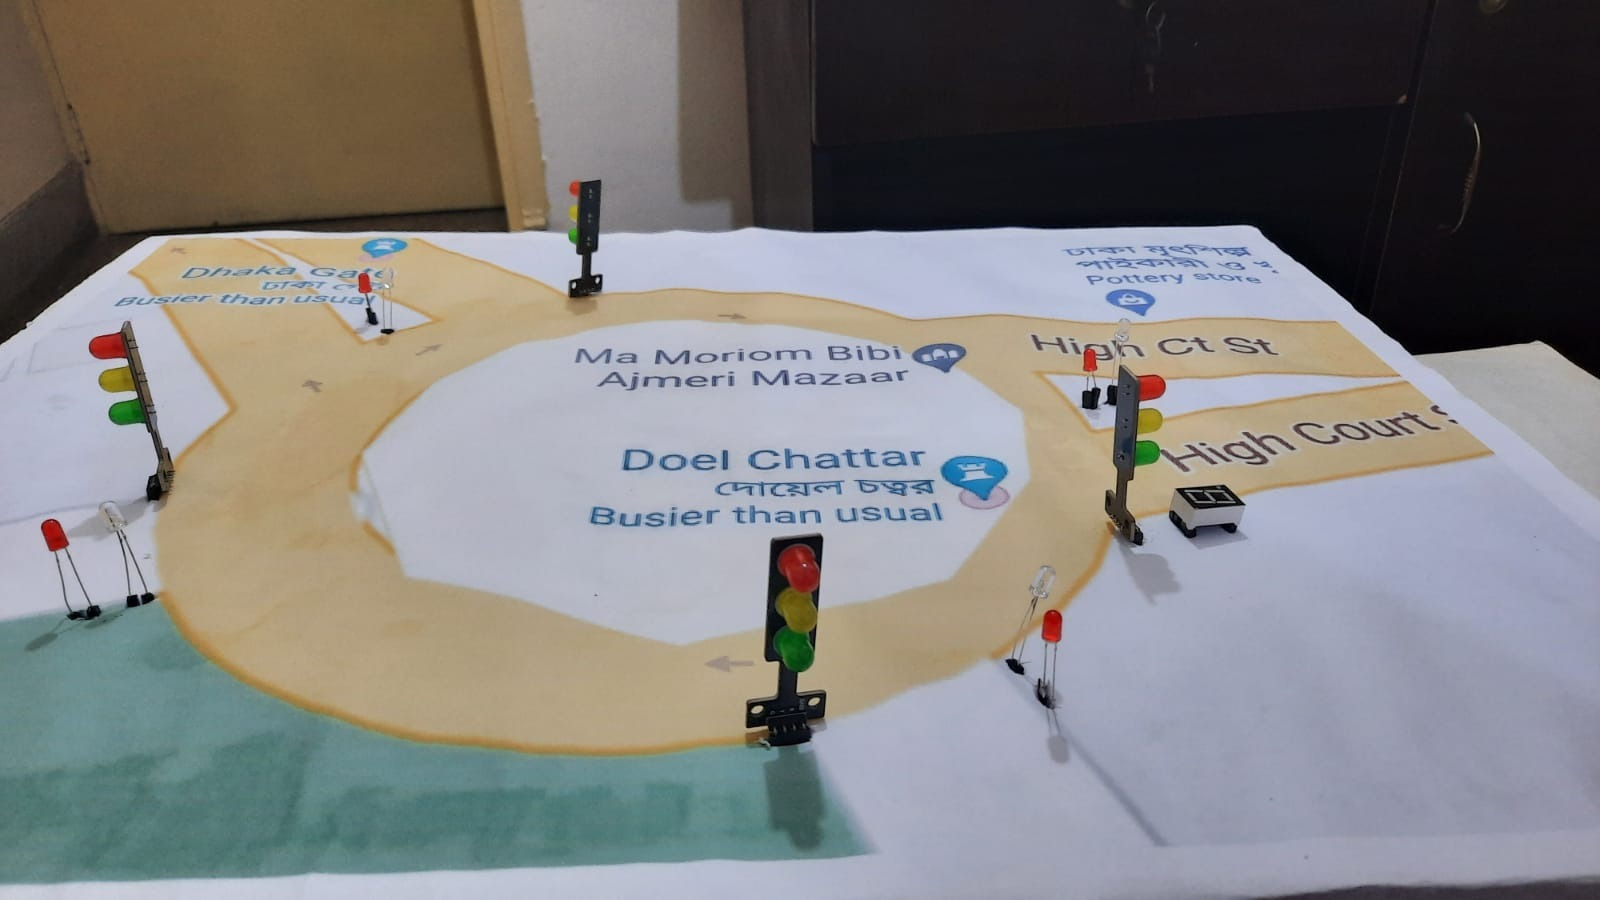 Dhaka Gate
ঢাকা
Busier than usual
ঢাকা মৃৎশিল্প
পাইকারী ও
Pottery store
High Ct St
Ma Moriom Bibi
Ajmeri Mazaar
High Court
Doel Chattar
দোয়েল চত্বর
Busier than usual